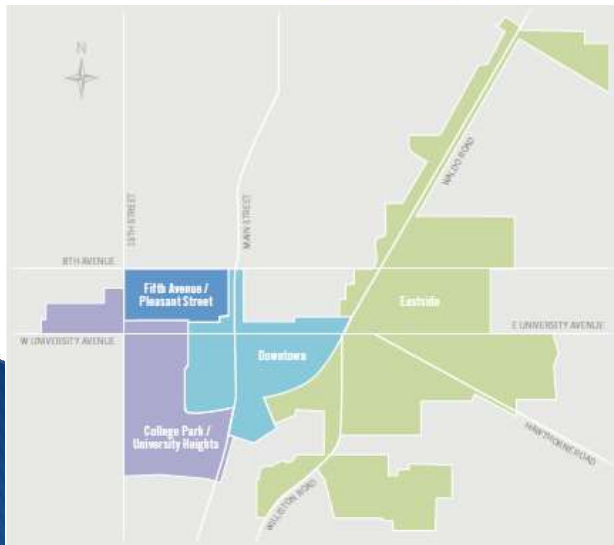 N
13TH STREET
MAIN STREET
WALDO ROAD
8TH AVENUE
Fifth Avenue /
Pleasant Street
Eastside
W UNIVERSITY AVENUE
E UNIVERSITY AVENUE
Downtown
College Park /
University Heights
HAWTHORNE ROAD
WILLISTON ROAD